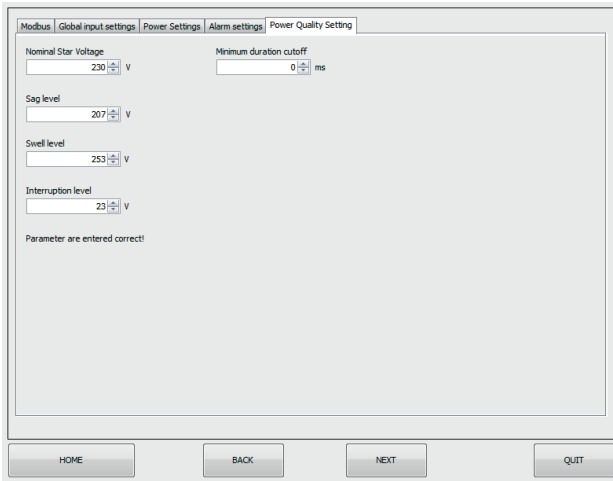 Modbus Global input settings Power Settings Alarm settings Power Quality Setting
Nominal Star Voltage Minimum duration cutoff
230 V 0 ms
Sag level
207 V
Swell level
253 V
Interruption level
23 V
Parameter are entered correct!
HOME BACK NEXT QUIT